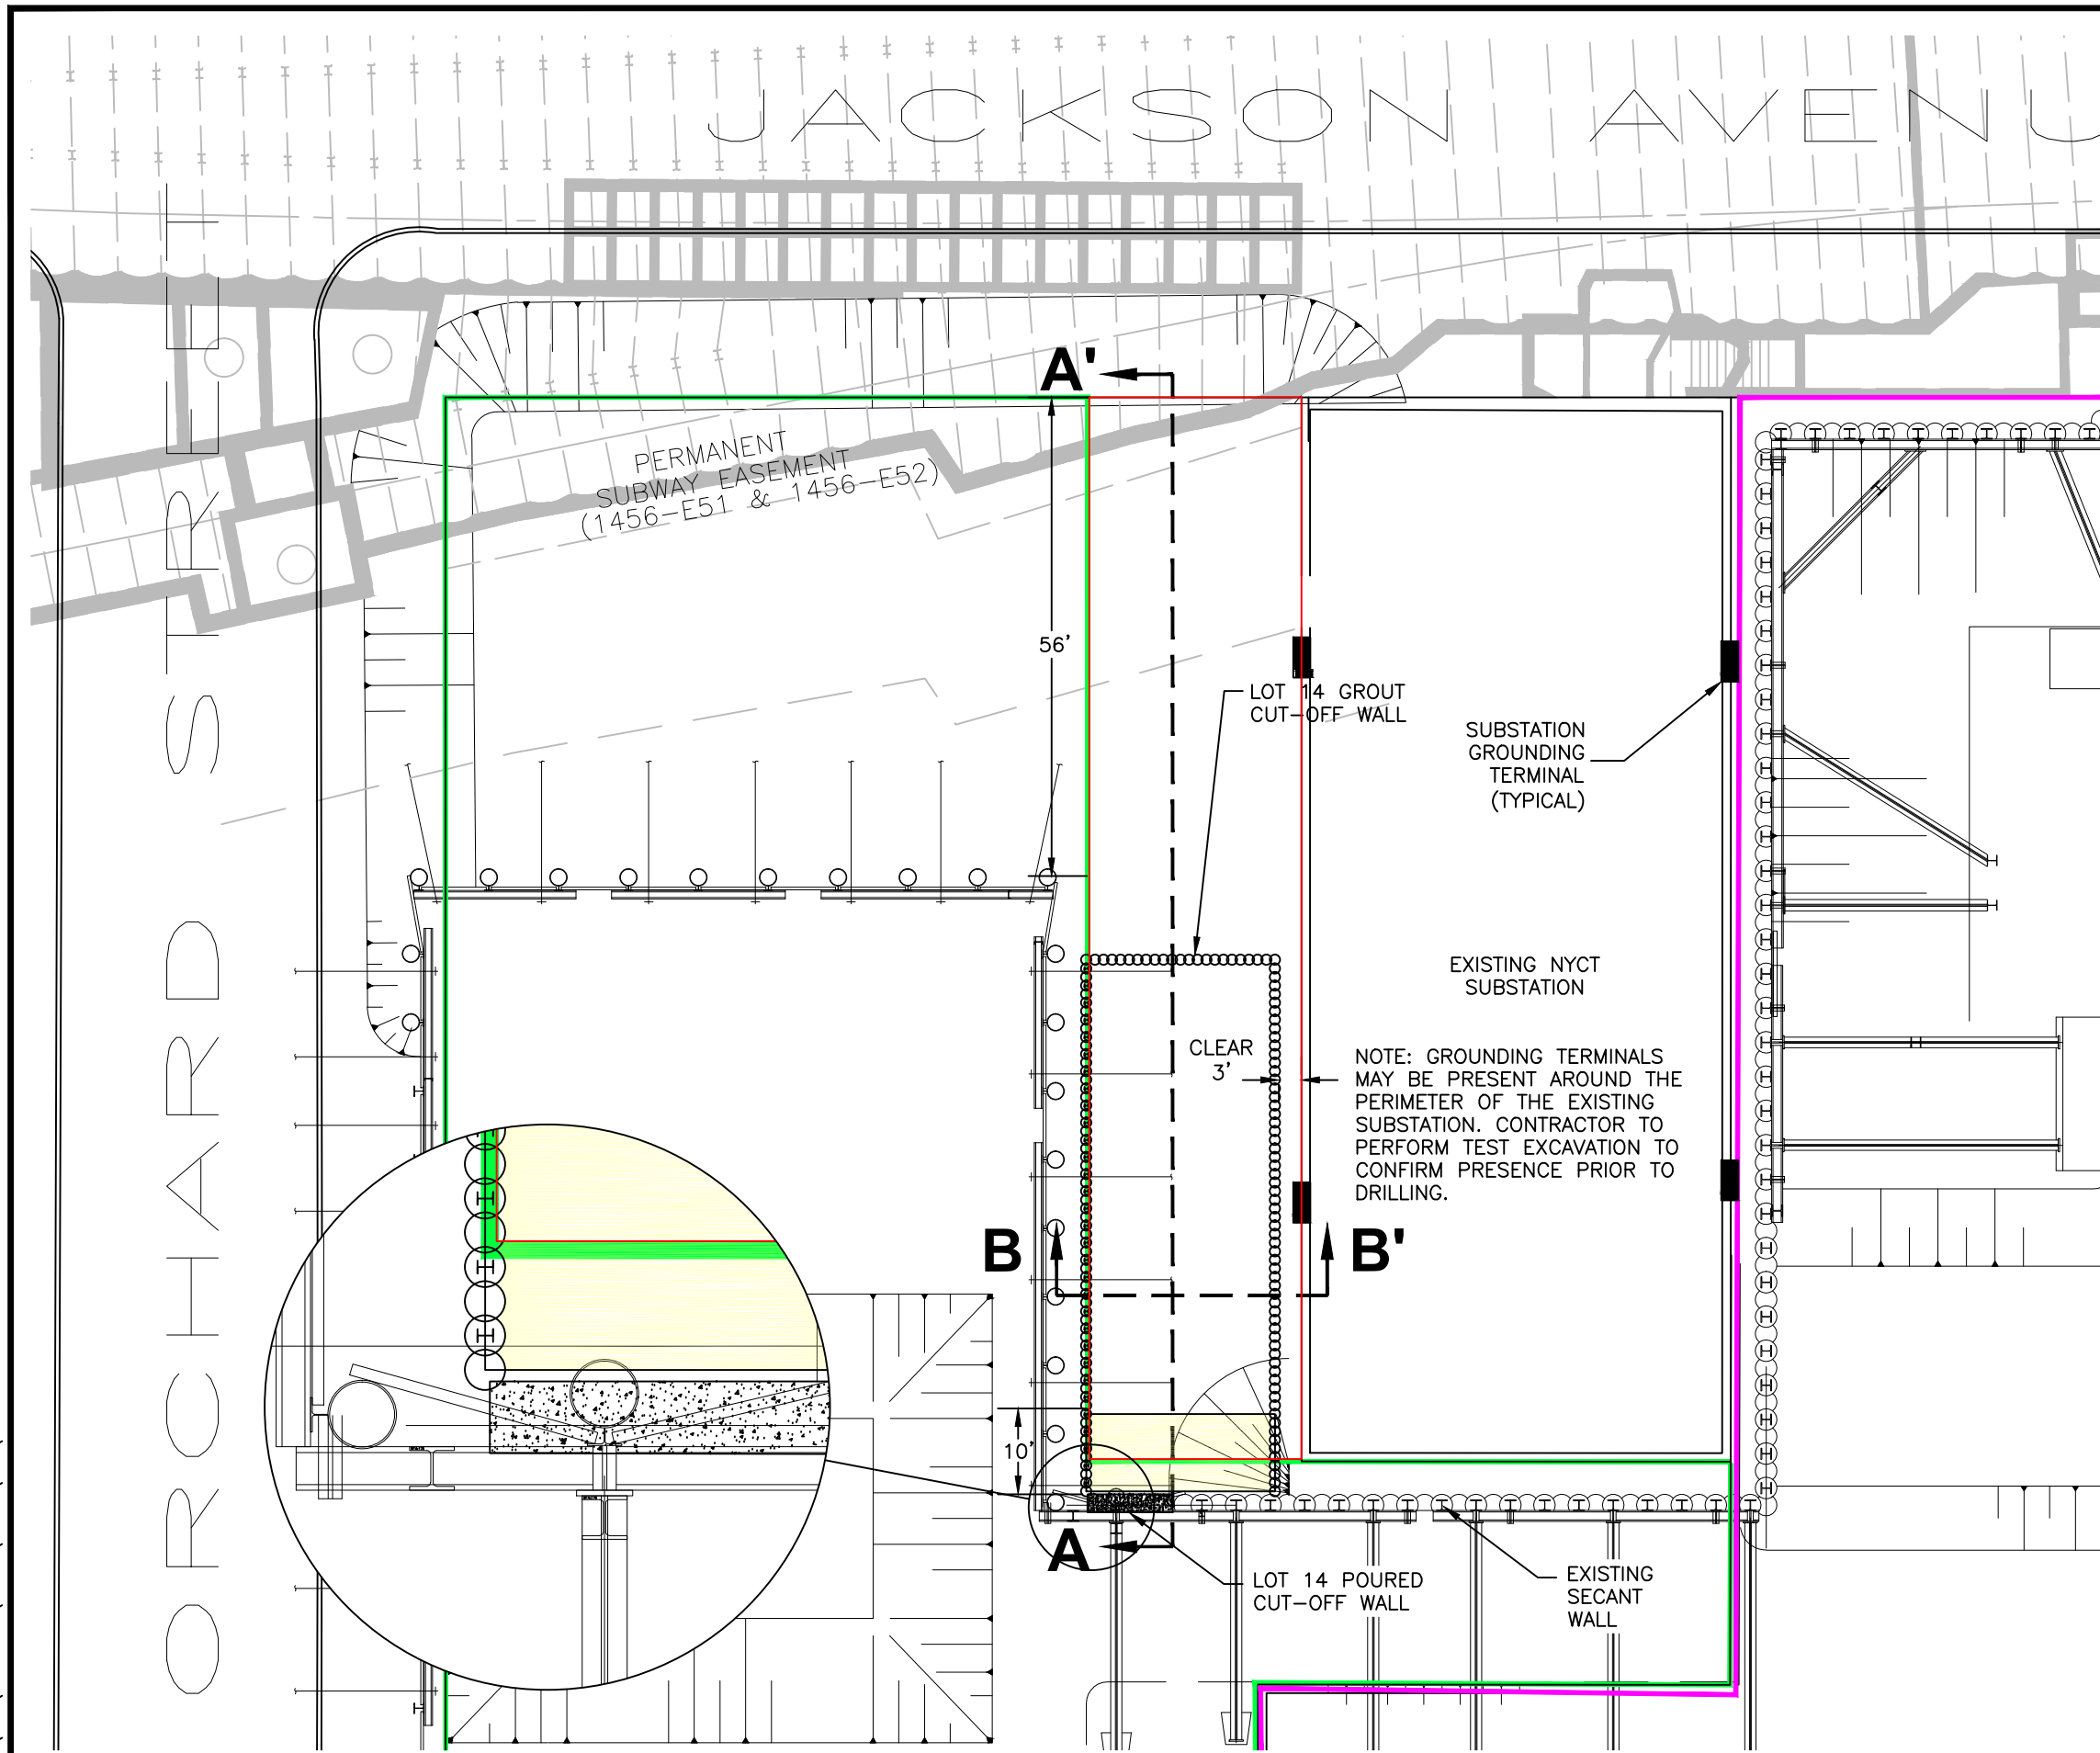 JACKSON AVENU
ORCHARD STREET
A'
PERMANENT
SUBWAY EASEMENT
(1456-E51 & 1456-E52)
56'
LOT 14 GROUT
CUT-OFF WALL
SUBSTATION
GROUNDING
TERMINAL
(TYPICAL)
EXISTING NYCT
SUBSTATION
CLEAR
3'
NOTE: GROUNDING TERMINALS
MAY BE PRESENT AROUND THE
PERIMETER OF THE EXISTING
SUBSTATION. CONTRACTOR TO
PERFORM TEST EXCAVATION TO
CONFIRM PRESENCE PRIOR TO
DRILLING.
B
B'
10'
A
LOT 14 POURED
CUT-OFF WALL
EXISTING
SECANT
WALL